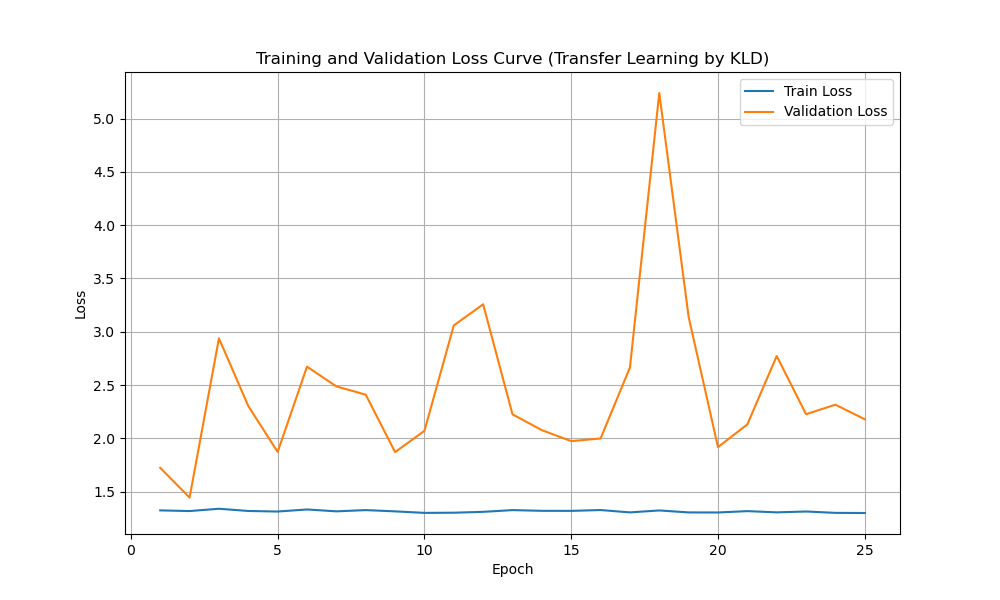 Training and Validation Loss Curve (Transfer Learning by KLD)
Train Loss
Validation Loss
5.0
4.5
4.0
3.5
3.0
2.5
2.0
1.5
Loss
0 5 10 15 20 25
Epoch